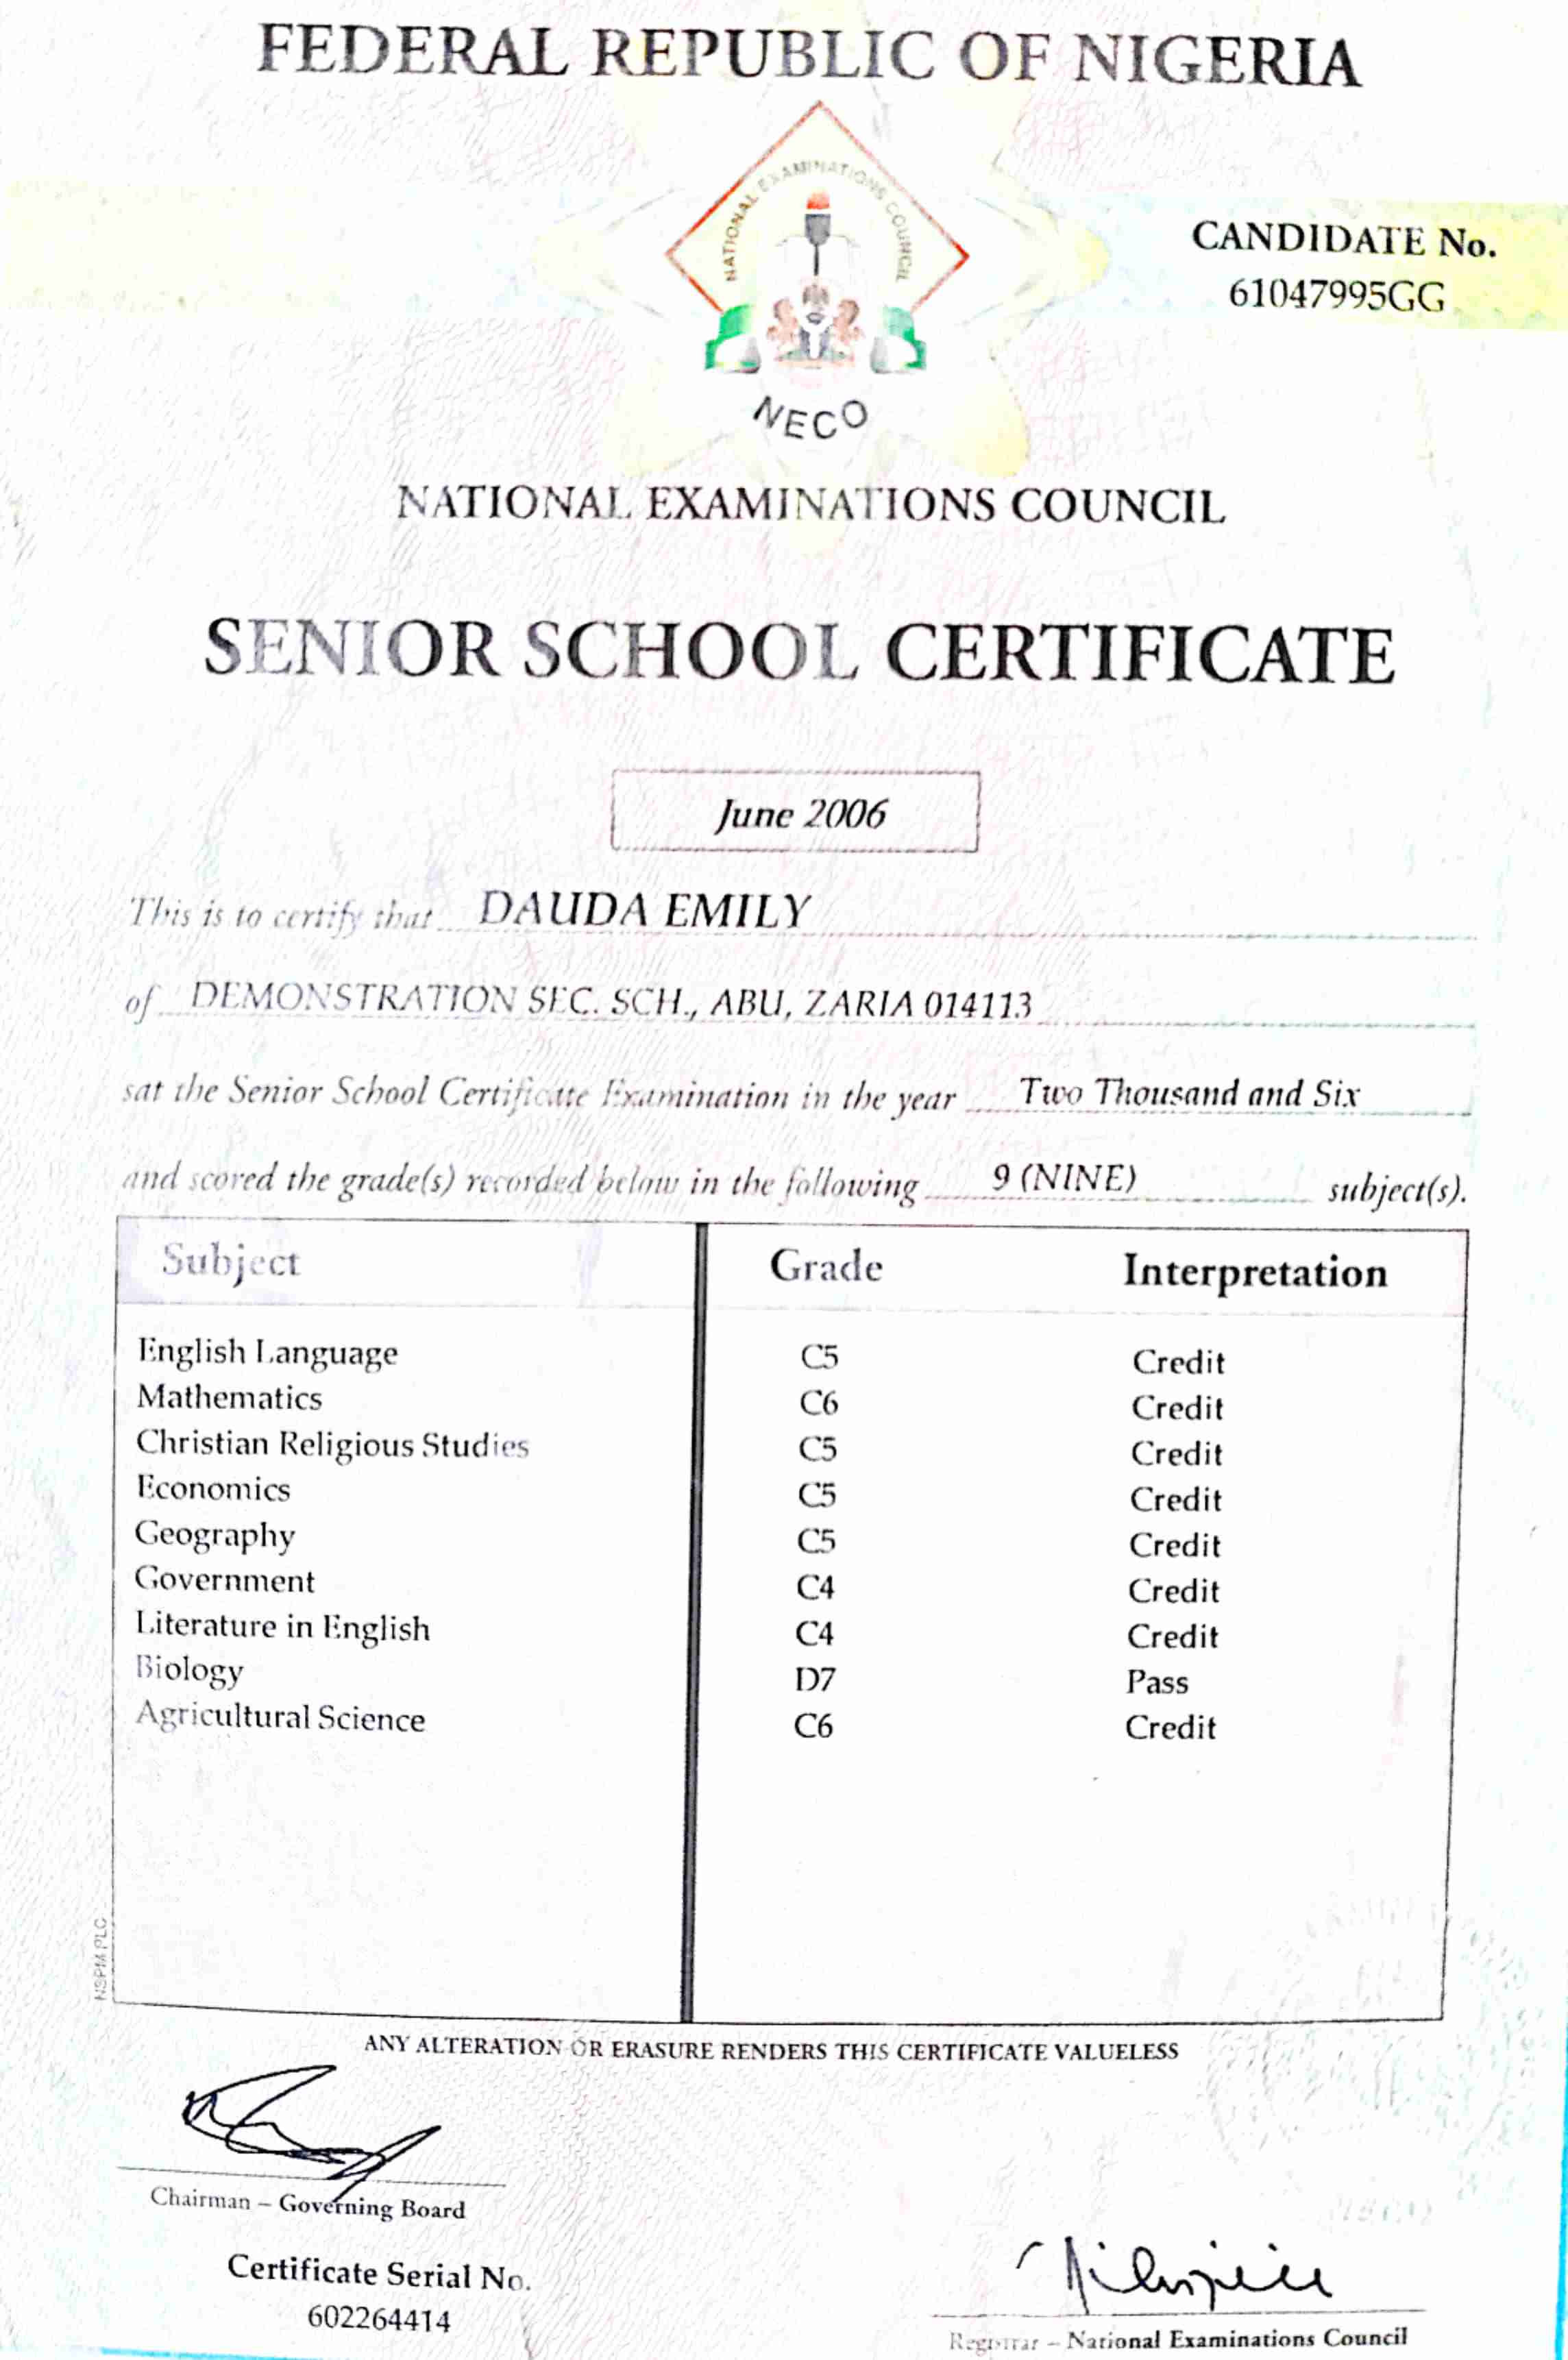 FEDERAL REPUBLIC OF NIGERIA
NATIONAL EXAMINATIONS COUNCIL
NECO
CANDIDATE No.
61047995GG
NATIONAL EXAMINATIONS COUNCIL
SENIOR SCHOOL CERTIFICATE
June 2006
This is to certify that DAUDA EMILY
of DEMONSTRATION SEC. SCH., ABU, ZARIA 014113
sat the Senior School Certificate Examination in the year Two Thousand and Six
and scored the grade(s) recorded below in the following 9 (NINE) subject(s).
Subject Grade Interpretation
English Language C5 Credit
Mathematics C6 Credit
Christian Religious Studies C5 Credit
Economics C5 Credit
Geography C5 Credit
Government C4 Credit
Literature in English C4 Credit
Biology D7 Pass
Agricultural Science C6 Credit
NSPM PLC
ANY ALTERATION OR ERASURE RENDERS THIS CERTIFICATE VALUELESS
Chairman – Governing Board
Certificate Serial No.
602264414
Registrar – National Examinations Council